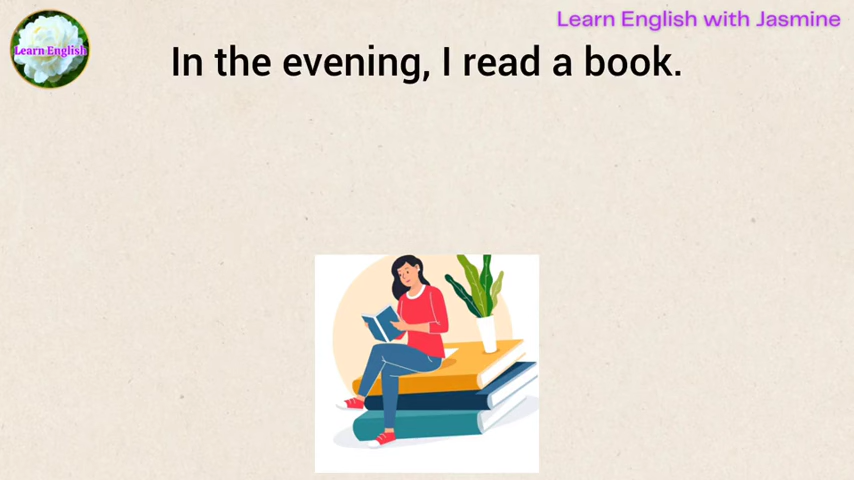 Learn English with Jasmine
Learn English
In the evening, I read a book.